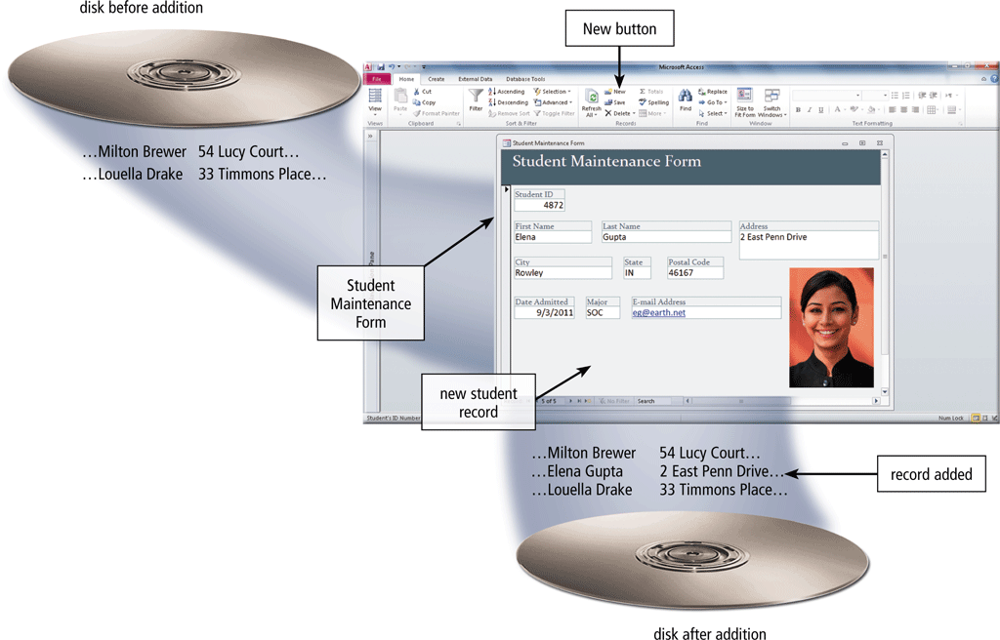 disk before addition
New button
Microsoft Access
File Home Create External Data Database Tools
View Paste Cut Copy Format Painter
Filter Ascending Descending Remove Sort Selection Advanced Toggle Filter
Refresh All New Save Delete Totals Spelling More
Find Replace Go To Select
Size to Fit Form Switch Windows
Views Clipboard Sort & Filter Records Find Window Text Formatting
…Milton Brewer 54 Lucy Court…
…Louella Drake 33 Timmons Place…
Student Maintenance Form
Student Maintenance Form
Student ID
4872
First Name Last Name Address
Elena Gupta 2 East Penn Drive
City State Postal Code
Rowley IN 46167
Date Admitted Major E-mail Address
9/3/2011 SOC eg@earth.net
Pane
Student
Maintenance
Form
new student
record
5 of 5 No Filter Search
Student's ID Number Num Lock
…Milton Brewer 54 Lucy Court…
…Elena Gupta 2 East Penn Drive…
…Louella Drake 33 Timmons Place…
record added
disk after addition